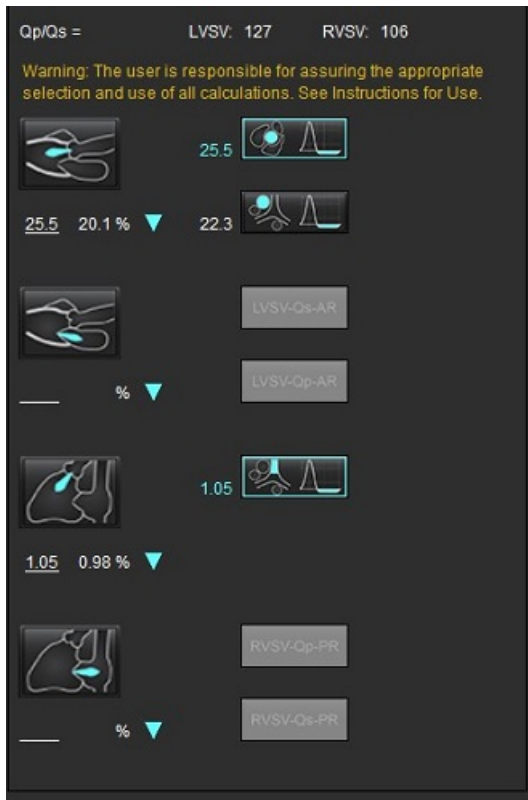 Qp/Qs = LVSV: 127 RVSV: 106
Warning: The user is responsible for assuring the appropriate
selection and use of all calculations. See Instructions for Use.
25.5
25.5 20.1 % 22.3
LVSV-Qs-AR
LVSV-Qp-AR
%
1.05
1.05 0.98 %
RVSV-Qp-PR
RVSV-Qs-PR
%